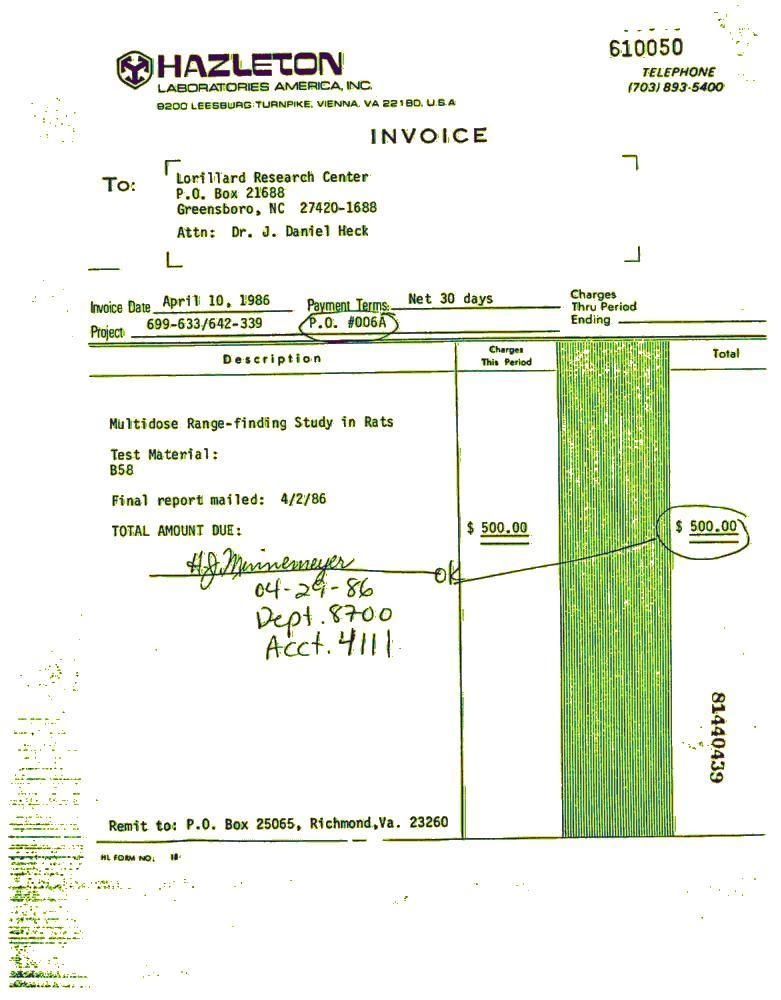 610050
HAZLETON
LABORATORIES AMERICA, INC.
TELEPHONE
(703) 893-5400
9200 LEESBURG TURNPIKE, VIENNA, VA 22180, U.S.A
INVOICE
To:
Lorillard Research Center
P.O. Box 21688
Greensboro, NC 27420-1688
Attn: Dr. J. Daniel Heck
Invoice Date April 10, 1986 Payment Terms: Net 30 days Charges Thru Period Ending
Project: 699-633/642-339 P.O. #006A
Description Charges This Period Total
Multidose Range-finding Study in Rats
Test Material:
B58
Final report mailed: 4/2/86
TOTAL AMOUNT DUE: $ 500.00 $ 500.00
H.J. Minnemeyer OK
04-29-86
Dept. 8700
Acct. 4111
81440439
Remit to: P.O. Box 25065, Richmond,Va. 23260
HL FORM NO. 18